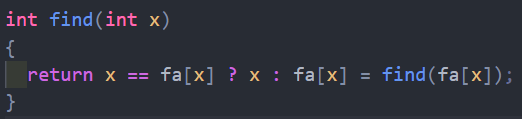 int find(int x)
{
  return x == fa[x] ? x : fa[x] = find(fa[x]);
}